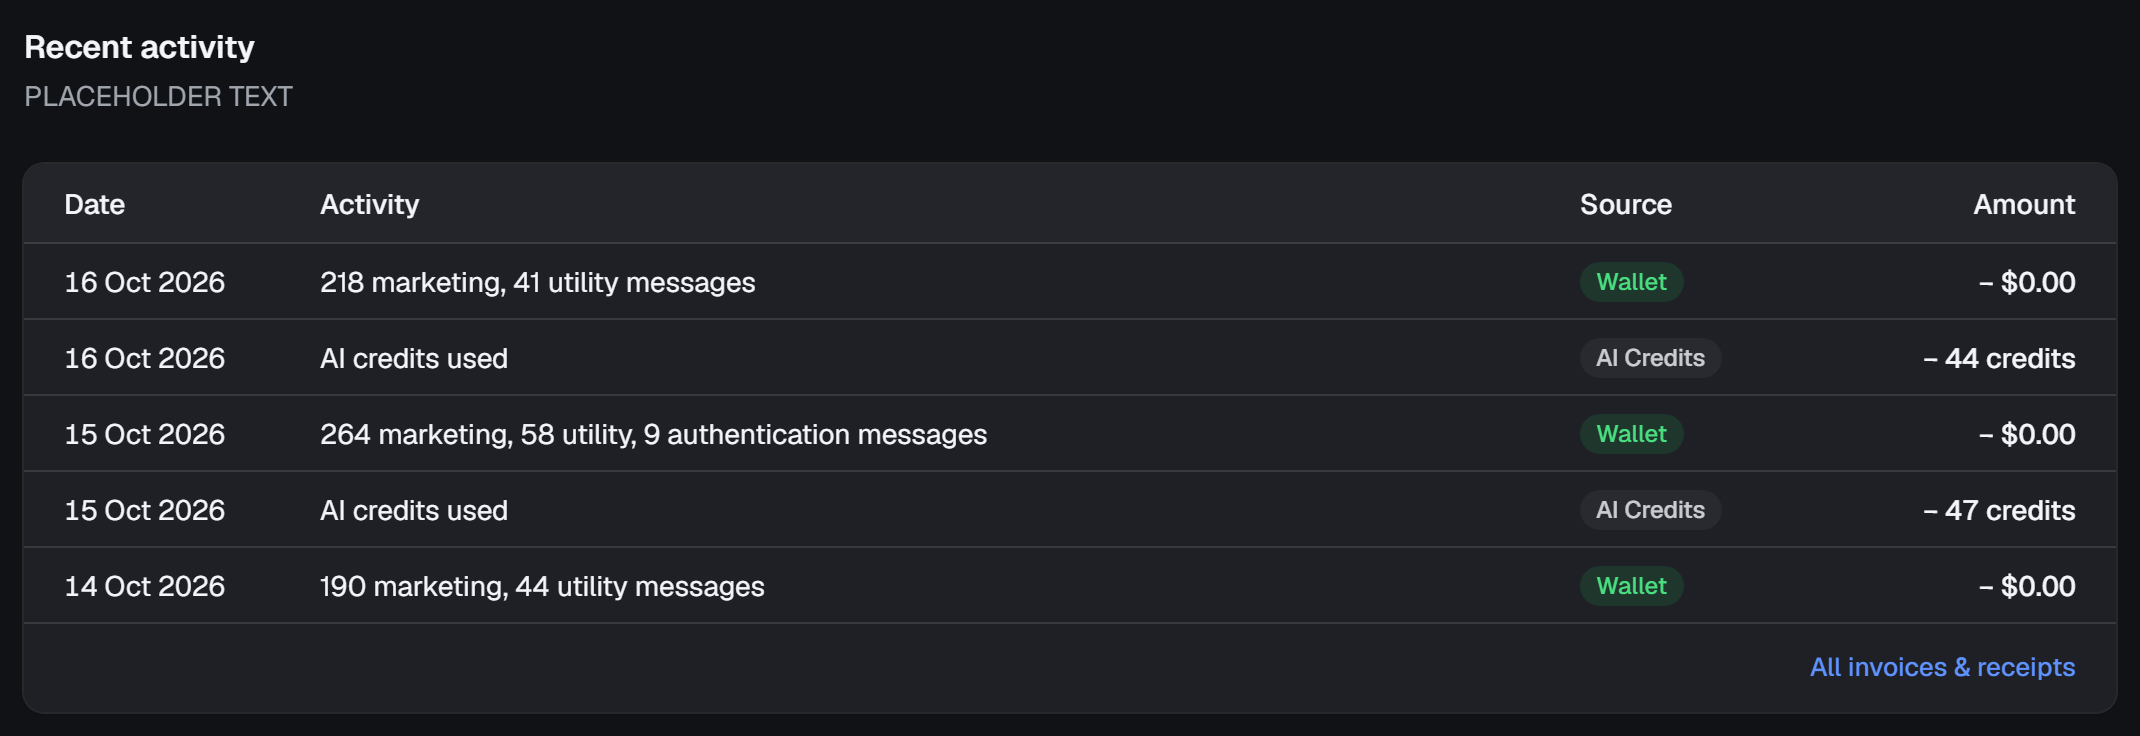 Recent activity
PLACEHOLDER TEXT
Date Activity Source Amount
16 Oct 2026 218 marketing, 41 utility messages Wallet – $0.00
16 Oct 2026 AI credits used AI Credits – 44 credits
15 Oct 2026 264 marketing, 58 utility, 9 authentication messages Wallet – $0.00
15 Oct 2026 AI credits used AI Credits – 47 credits
14 Oct 2026 190 marketing, 44 utility messages Wallet – $0.00
All invoices & receipts